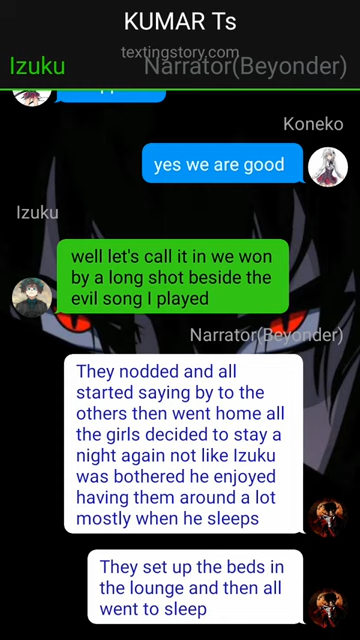 KUMAR Ts
textingstory.com
Izuku
Narrator(Beyonder)
Koneko
yes we are good
Izuku
well let's call it in we won
by a long shot beside the
evil song I played
Narrator(Beyonder)
They nodded and all
started saying by to the
others then went home all
the girls decided to stay a
night again not like Izuku
was bothered he enjoyed
having them around a lot
mostly when he sleeps
They set up the beds in
the lounge and then all
went to sleep